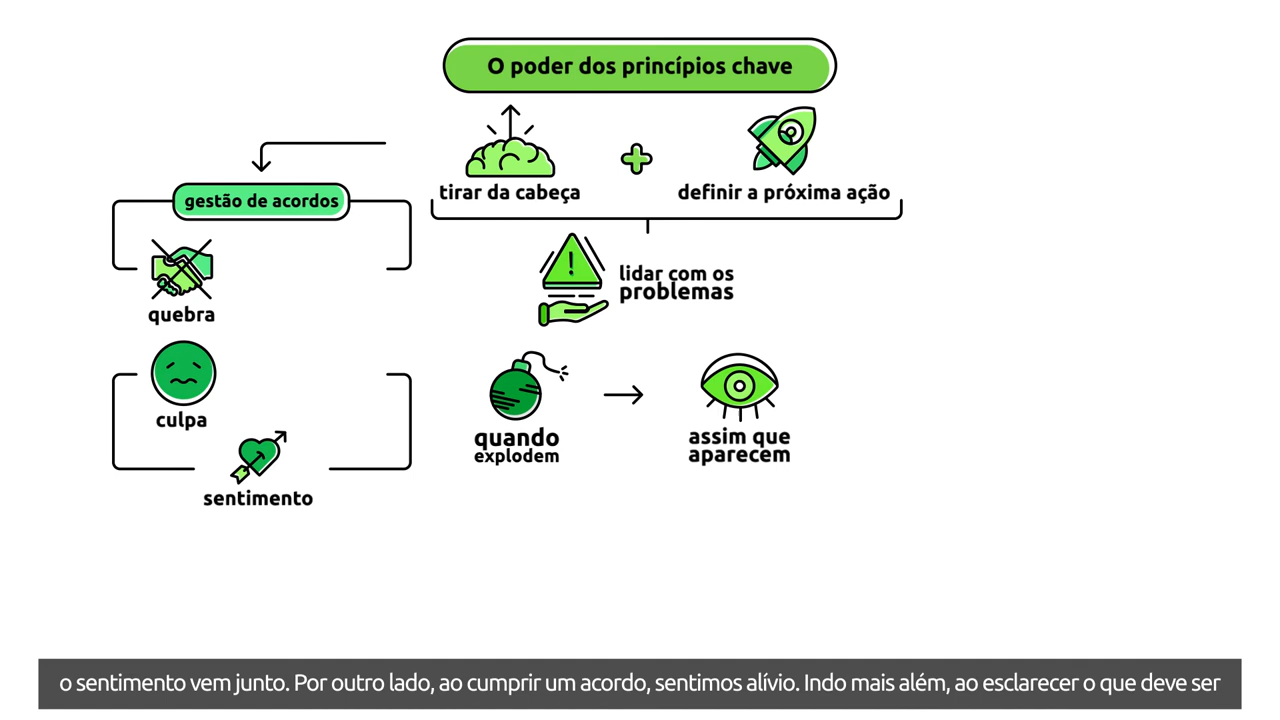 O poder dos princípios chave
tirar da cabeça
definir a próxima ação
gestão de acordos
quebra
lidar com os
problemas
culpa
sentimento
quando
explodem
assim que
aparecem
o sentimento vem junto. Por outro lado, ao cumprir um acordo, sentimos alívio. Indo mais além, ao esclarecer o que deve ser